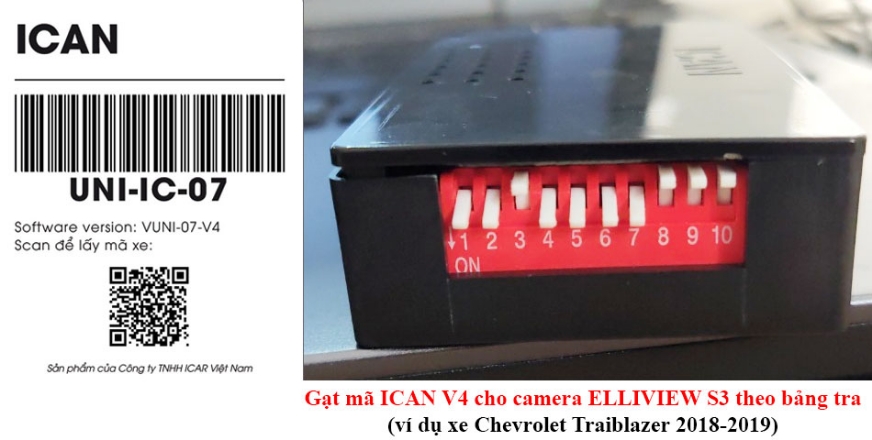 ICAN
UNI-IC-07
Software version: VUNI-07-V4
Scan để lấy mã xe:
Sản phẩm của Công ty TNHH ICAR Việt Nam
ICAN
↓1 2 3 4 5 6 7 8 9 10
ON
Gạt mã ICAN V4 cho camera ELLIVIEW S3 theo bảng tra
(ví dụ xe Chevrolet Traiblazer 2018-2019)